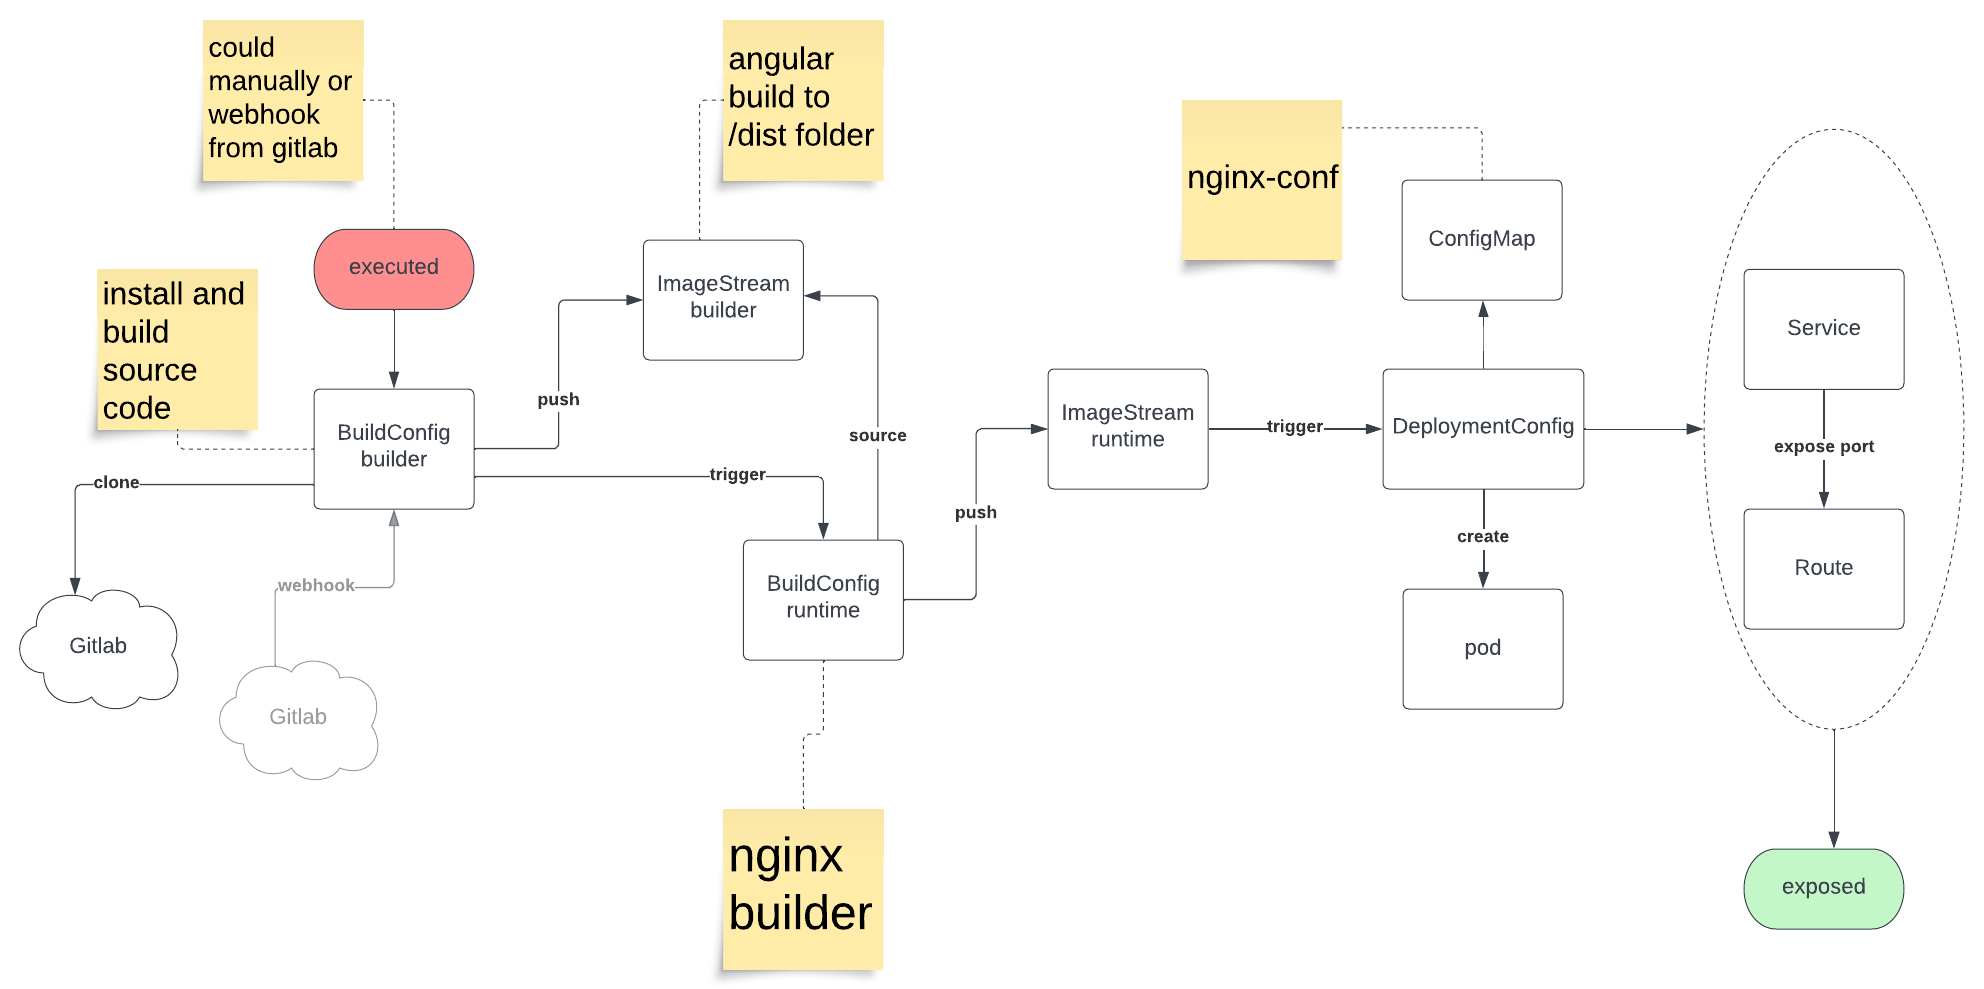 could
manually or
webhook
from gitlab
angular
build to
/dist folder
nginx-conf
ConfigMap
executed
install and
build
source
code
ImageStream
builder
Service
push
BuildConfig
builder
source
ImageStream
runtime
trigger
DeploymentConfig
expose port
clone
trigger
push
create
webhook
BuildConfig
runtime
Route
Gitlab
pod
Gitlab
nginx
builder
exposed